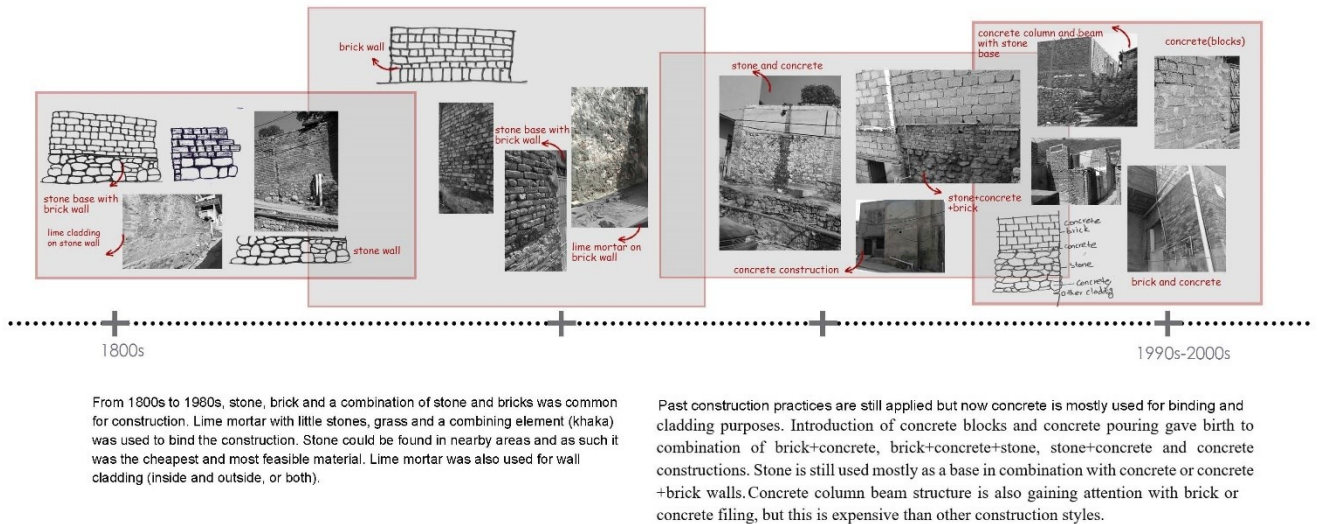 brick wall
stone base with
brick wall
lime cladding
on stone wall
stone wall
stone base with
brick wall
lime mortar on
brick wall
stone and concrete
stone+concrete
+brick
concrete construction
concrete column and beam
with stone
base
concrete(blocks)
concrete
brick
concrete
stone
concrete
other cladding
brick and concrete
1800s
1990s-2000s
From 1800s to 1980s, stone, brick and a combination of stone and bricks was common
for construction. Lime mortar with little stones, grass and a combining element (khaka)
was used to bind the construction. Stone could be found in nearby areas and as such it
was the cheapest and most feasible material. Lime mortar was also used for wall
cladding (inside and outside, or both).
Past construction practices are still applied but now concrete is mostly used for binding and
cladding purposes. Introduction of concrete blocks and concrete pouring gave birth to
combination of brick+concrete, brick+concrete+stone, stone+concrete and concrete
constructions. Stone is still used mostly as a base in combination with concrete or concrete
+brick walls. Concrete column beam structure is also gaining attention with brick or
concrete filing, but this is expensive than other construction styles.